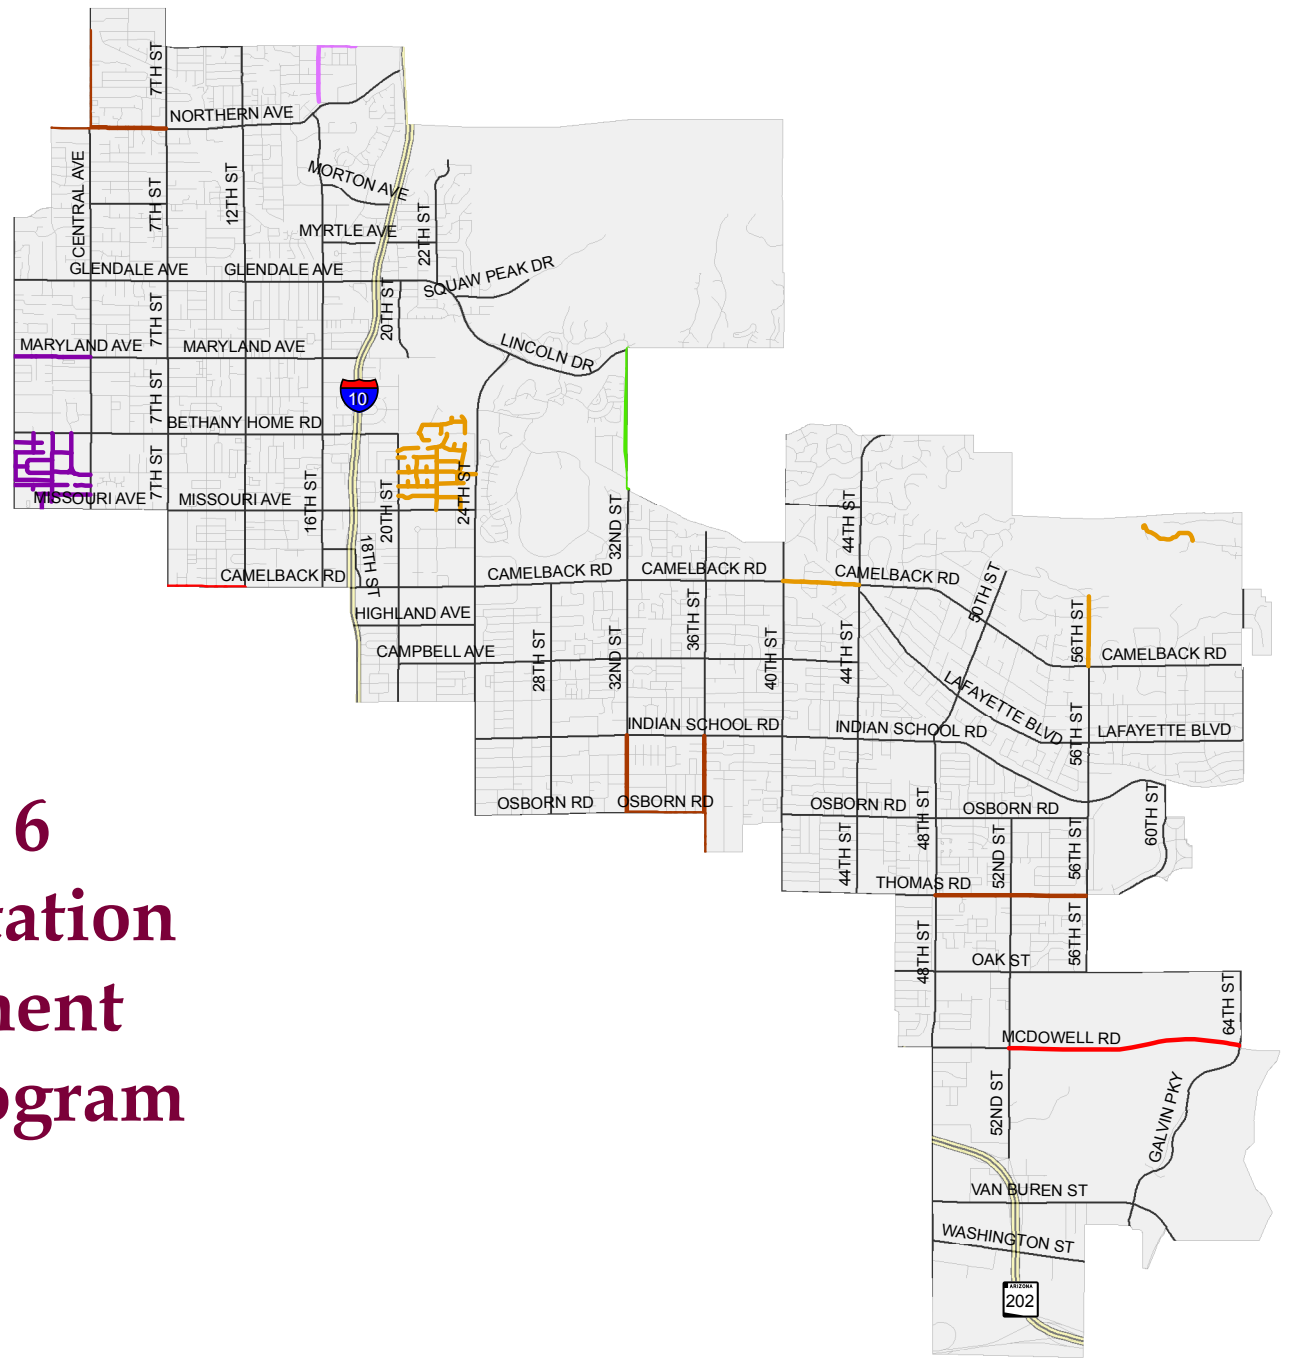 7TH ST
NORTHERN AVE
CENTRAL AVE
7TH ST
12TH ST
MORTON AVE
MYRTLE AVE
22TH ST
GLENDALE AVE
GLENDALE AVE
SQUAW PEAK DR
20TH ST
7TH ST
MARYLAND AVE
MARYLAND AVE
LINCOLN DR
10
7TH ST
BETHANY HOME RD
7TH ST
MISSOURI AVE
MISSOURI AVE
16TH ST
20TH ST
24TH ST
18TH ST
32ND ST
44TH ST
CAMELBACK RD
CAMELBACK RD
CAMELBACK RD
CAMELBACK RD
50TH ST
HIGHLAND AVE
CAMPBELL AVE
28TH ST
32ND ST
36TH ST
40TH ST
44TH ST
56TH ST
CAMELBACK RD
LAFAYETTE BLVD
INDIAN SCHOOL RD
INDIAN SCHOOL RD
56TH ST
LAFAYETTE BLVD
OSBORN RD
OSBORN RD
OSBORN RD
OSBORN RD
48TH ST
60TH ST
44TH ST
52ND ST
56TH ST
THOMAS RD
48TH ST
OAK ST
56TH ST
64TH ST
MCDOWELL RD
52ND ST
GALVIN PKY
VAN BUREN ST
WASHINGTON ST
ARIZONA
202
6
tation
ment
ogram